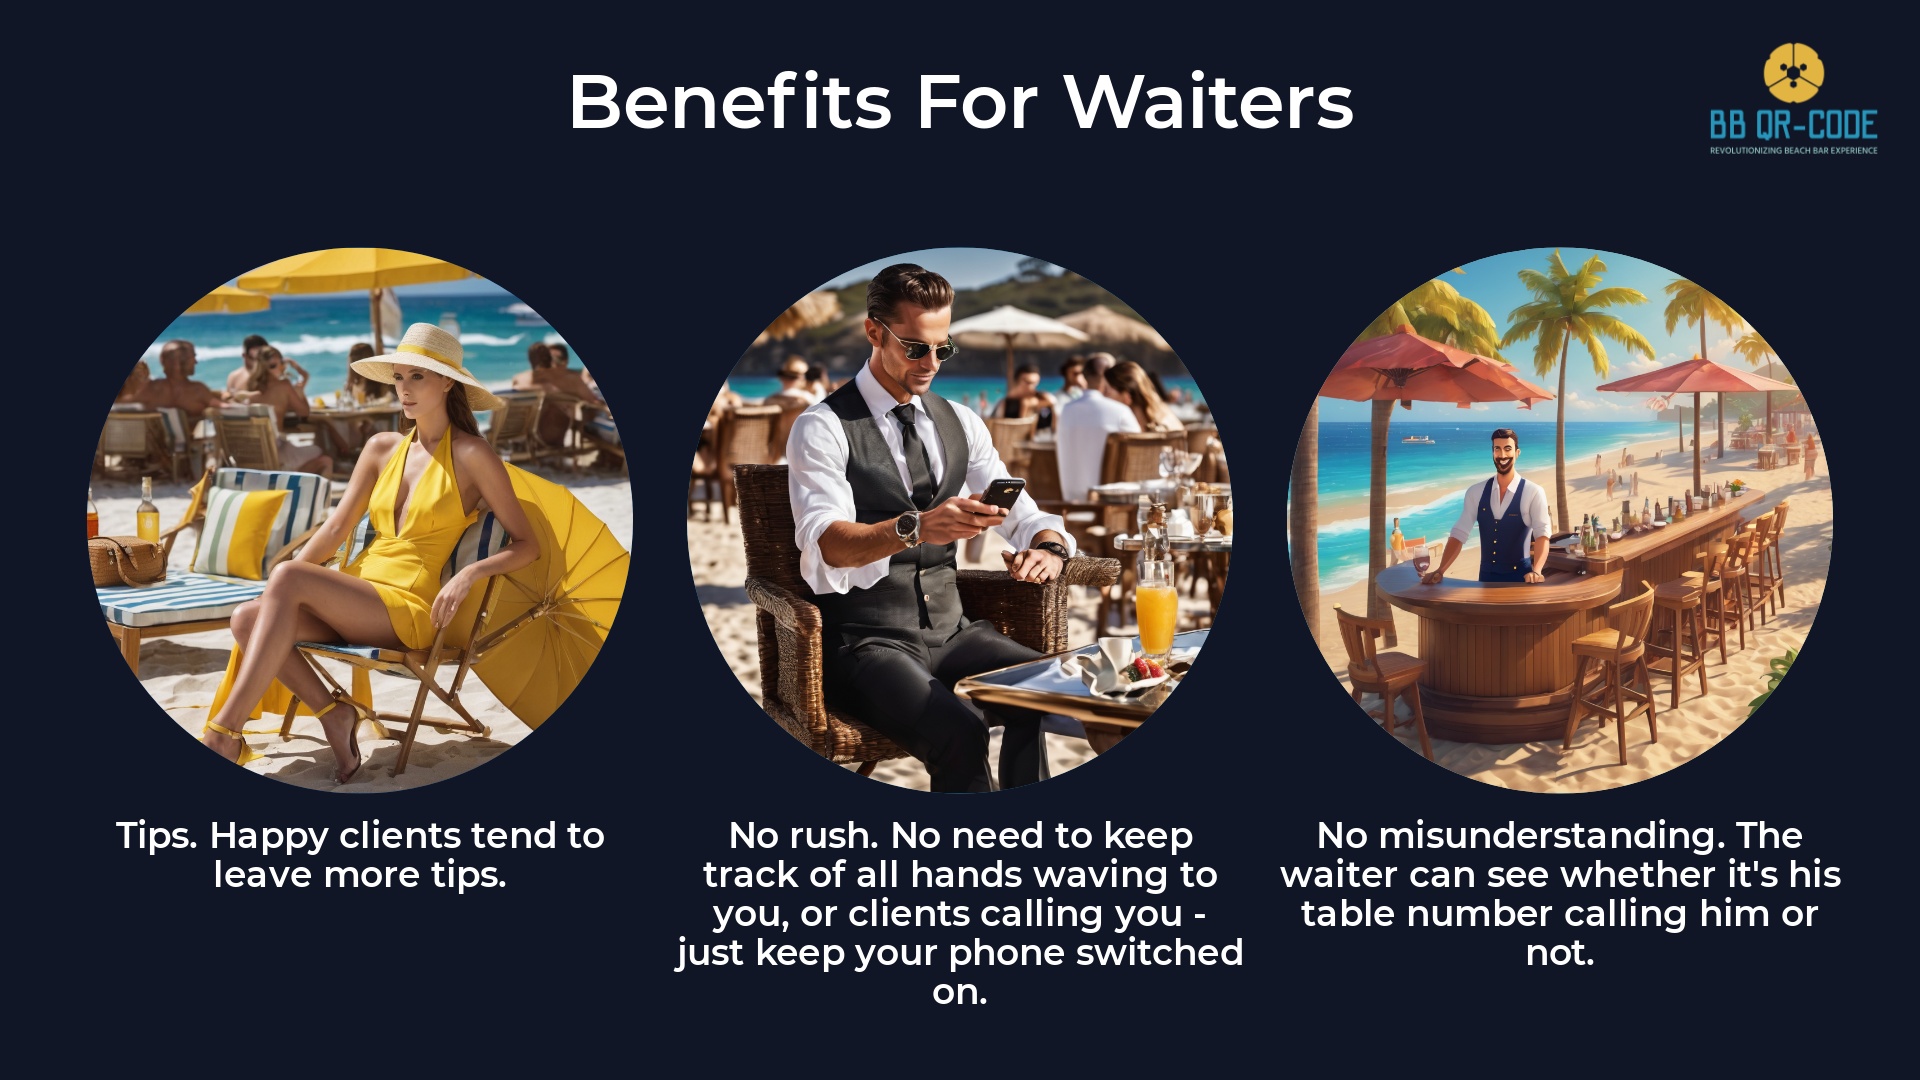 Benefits For Waiters
BB QR-CODE
REVOLUTIONIZING BEACH BAR EXPERIENCE
Tips. Happy clients tend to
leave more tips.
No rush. No need to keep
track of all hands waving to
you, or clients calling you -
just keep your phone switched
on.
No misunderstanding. The
waiter can see whether it's his
table number calling him or
not.